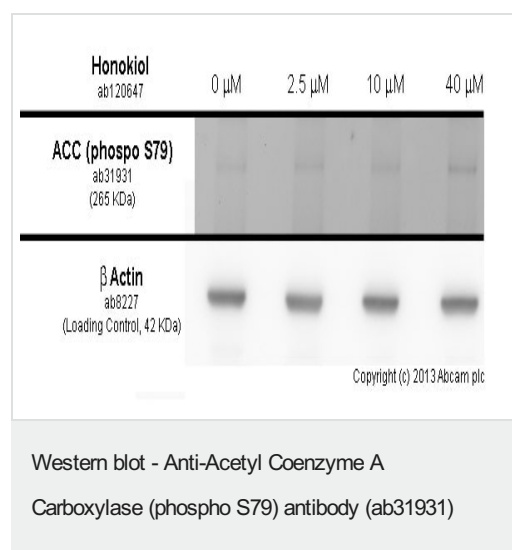 Honokiol
ab120647
0 µM 2.5 µM 10 µM 40 µM
ACC (phospo S79)
ab31931
(265 KDa)
β Actin
ab8227
(Loading Control, 42 KDa)
Copyright (c) 2013 Abcam plc
Western blot - Anti-Acetyl Coenzyme A
Carboxylase (phospho S79) antibody (ab31931)